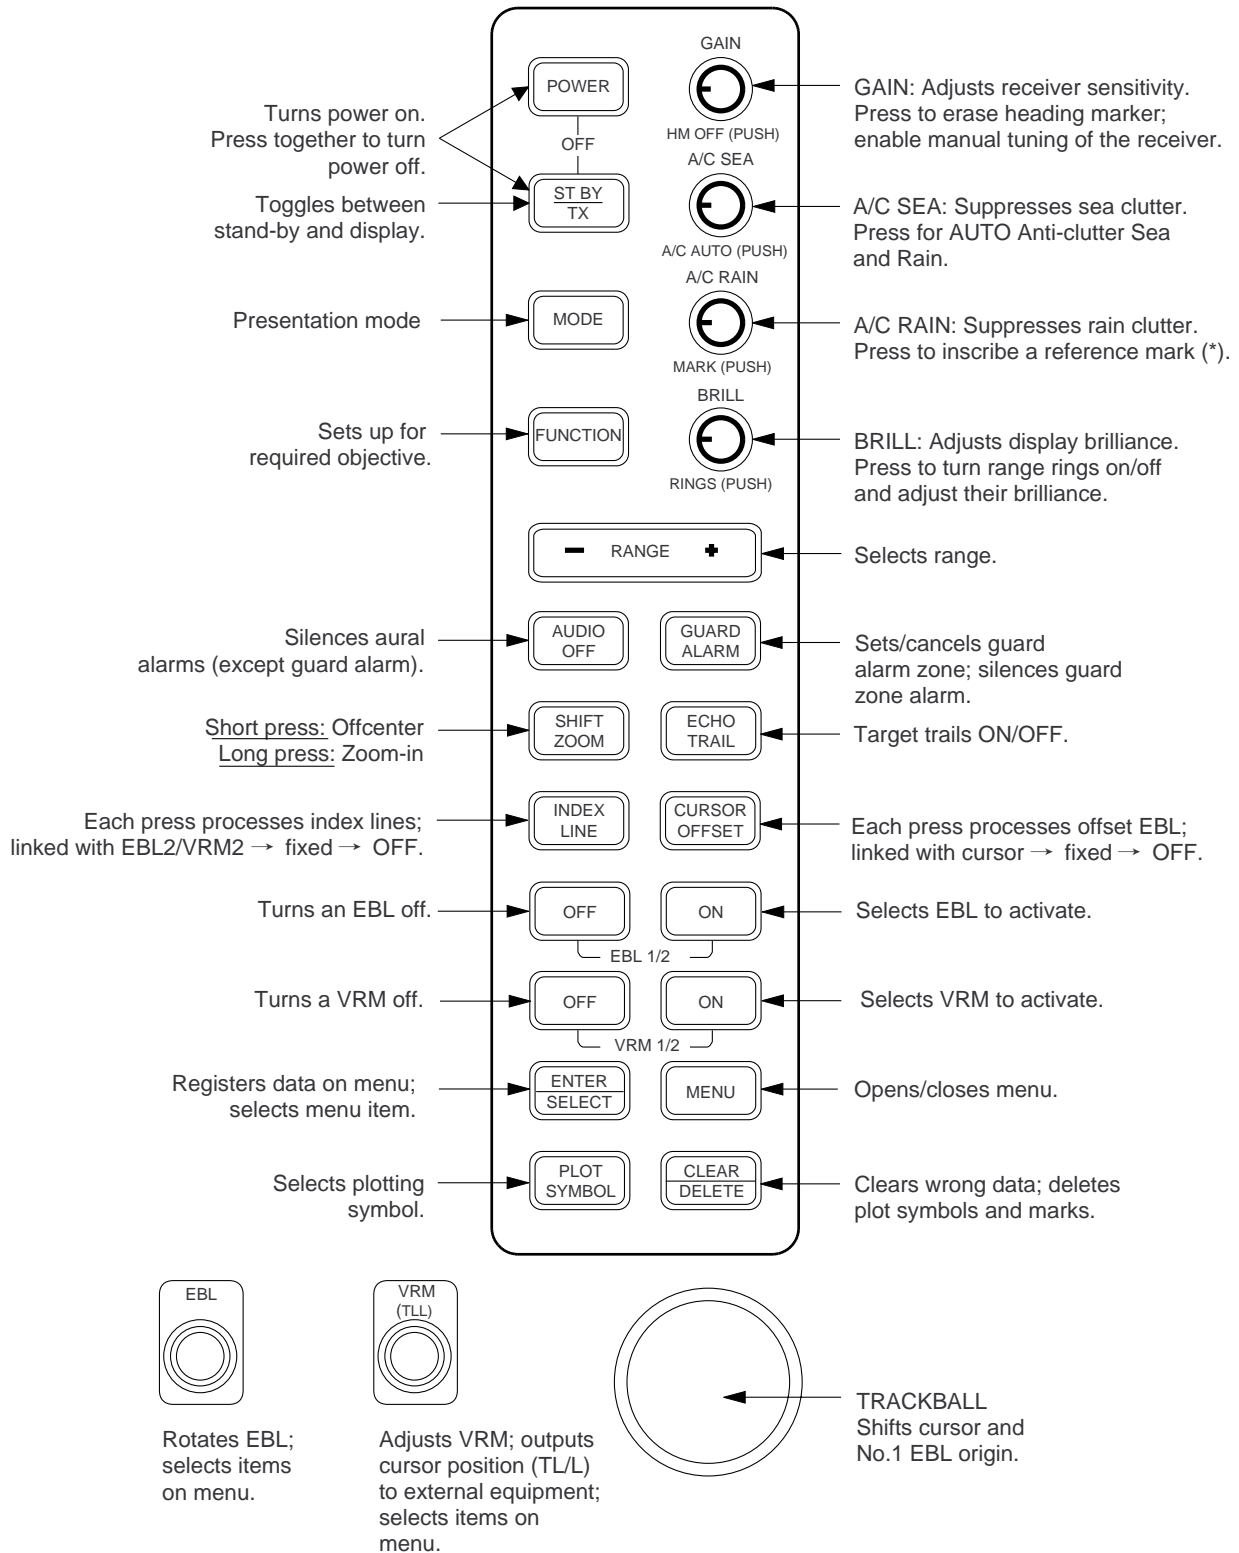 GAIN
POWER
GAIN: Adjusts receiver sensitivity.
Press to erase heading marker;
enable manual tuning of the receiver.
Turns power on.
Press together to turn
power off.
OFF
HM OFF (PUSH)
A/C SEA
ST BY
TX
Toggles between
stand-by and display.
A/C SEA: Suppresses sea clutter.
Press for AUTO Anti-clutter Sea
and Rain.
A/C AUTO (PUSH)
A/C RAIN
Presentation mode
MODE
A/C RAIN: Suppresses rain clutter.
Press to inscribe a reference mark (*).
MARK (PUSH)
BRILL
Sets up for
required objective.
FUNCTION
BRILL: Adjusts display brilliance.
Press to turn range rings on/off
and adjust their brilliance.
RINGS (PUSH)
− RANGE +
Selects range.
Silences aural
alarms (except guard alarm).
AUDIO
OFF
GUARD
ALARM
Sets/cancels guard
alarm zone; silences guard
zone alarm.
Short press: Offcenter
Long press: Zoom-in
SHIFT
ZOOM
ECHO
TRAIL
Target trails ON/OFF.
Each press processes index lines;
linked with EBL2/VRM2 → fixed → OFF.
INDEX
LINE
CURSOR
OFFSET
Each press processes offset EBL;
linked with cursor → fixed → OFF.
Turns an EBL off.
OFF
ON
Selects EBL to activate.
EBL 1/2
Turns a VRM off.
OFF
ON
Selects VRM to activate.
VRM 1/2
Registers data on menu;
selects menu item.
ENTER
SELECT
MENU
Opens/closes menu.
Selects plotting
symbol.
PLOT
SYMBOL
CLEAR
DELETE
Clears wrong data; deletes
plot symbols and marks.
EBL
VRM
(TLL)
Rotates EBL;
selects items
on menu.
Adjusts VRM; outputs
cursor position (TL/L)
to external equipment;
selects items on
menu.
TRACKBALL
Shifts cursor and
No.1 EBL origin.